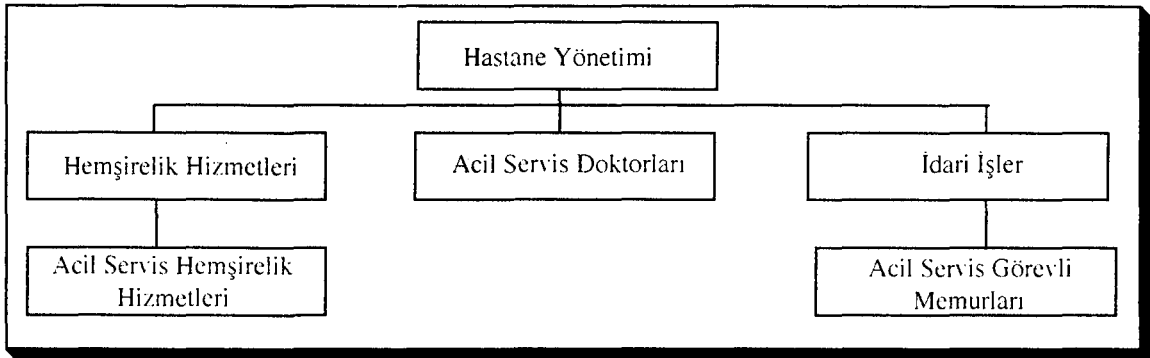 Hastane Yönetimi
Hemşirelik Hizmetleri
Acil Servis Doktorları
İdari İşler
Acil Servis Hemşirelik
Hizmetleri
Acil Servis Görevli
Memurları